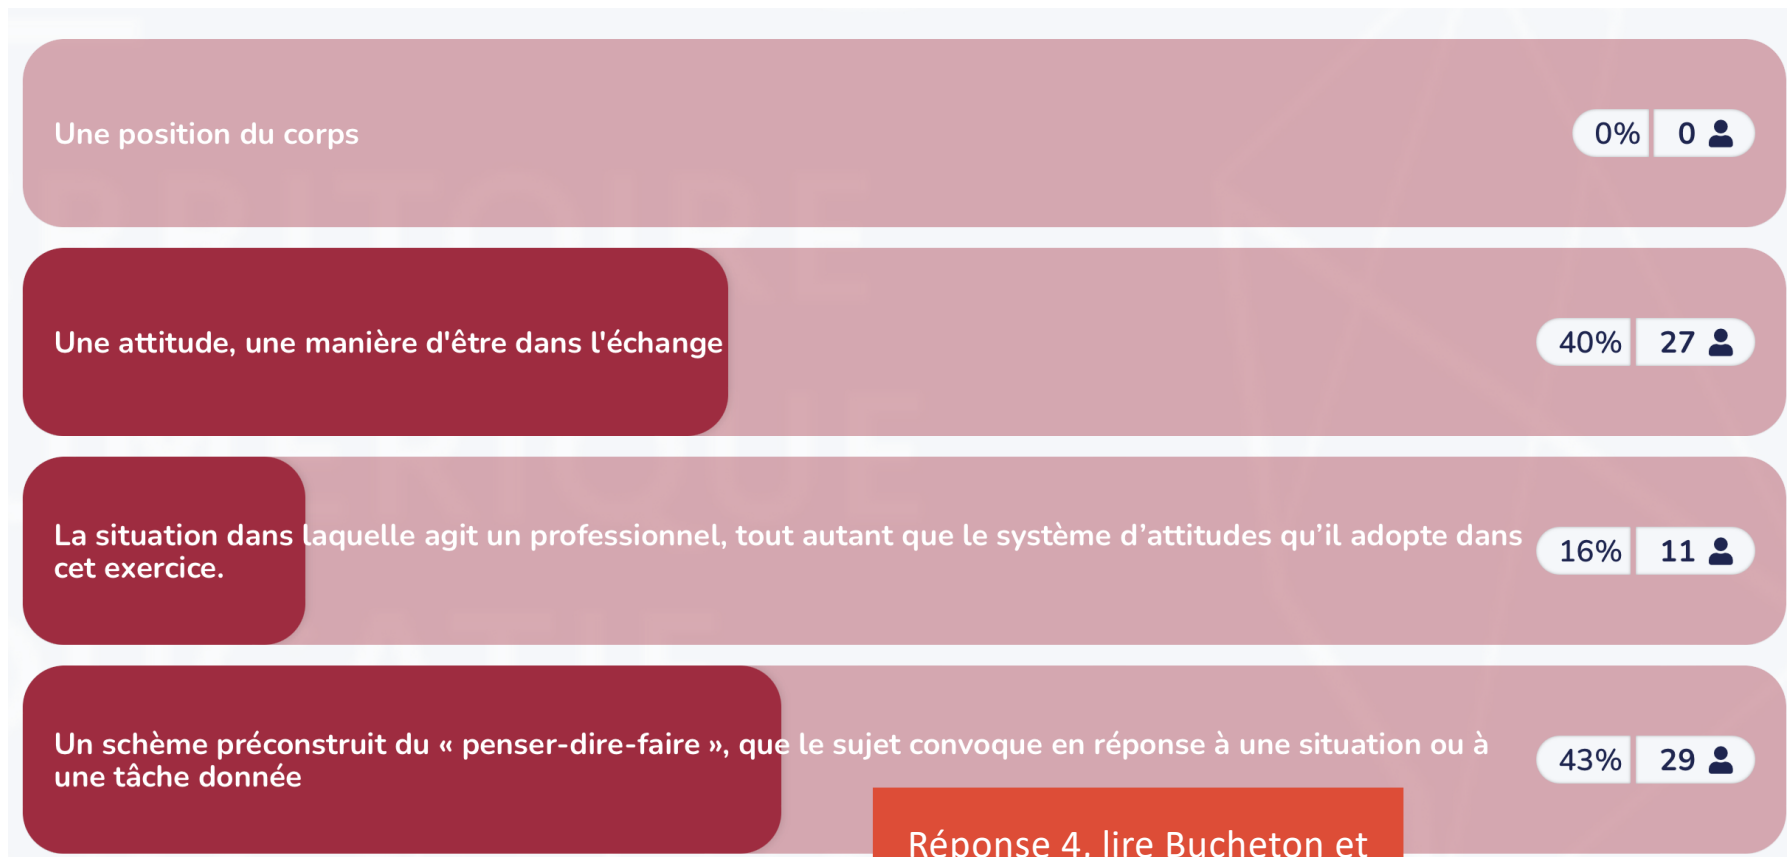 Une position du corps
0% 0
Une attitude, une manière d'être dans l'échange
40% 27
La situation dans laquelle agit un professionnel, tout autant que le système d’attitudes qu’il adopte dans
cet exercice.
16% 11
Un schème préconstruit du « penser-dire-faire », que le sujet convoque en réponse à une situation ou à
une tâche donnée
43% 29
Réponse 4, lire Bucheton et